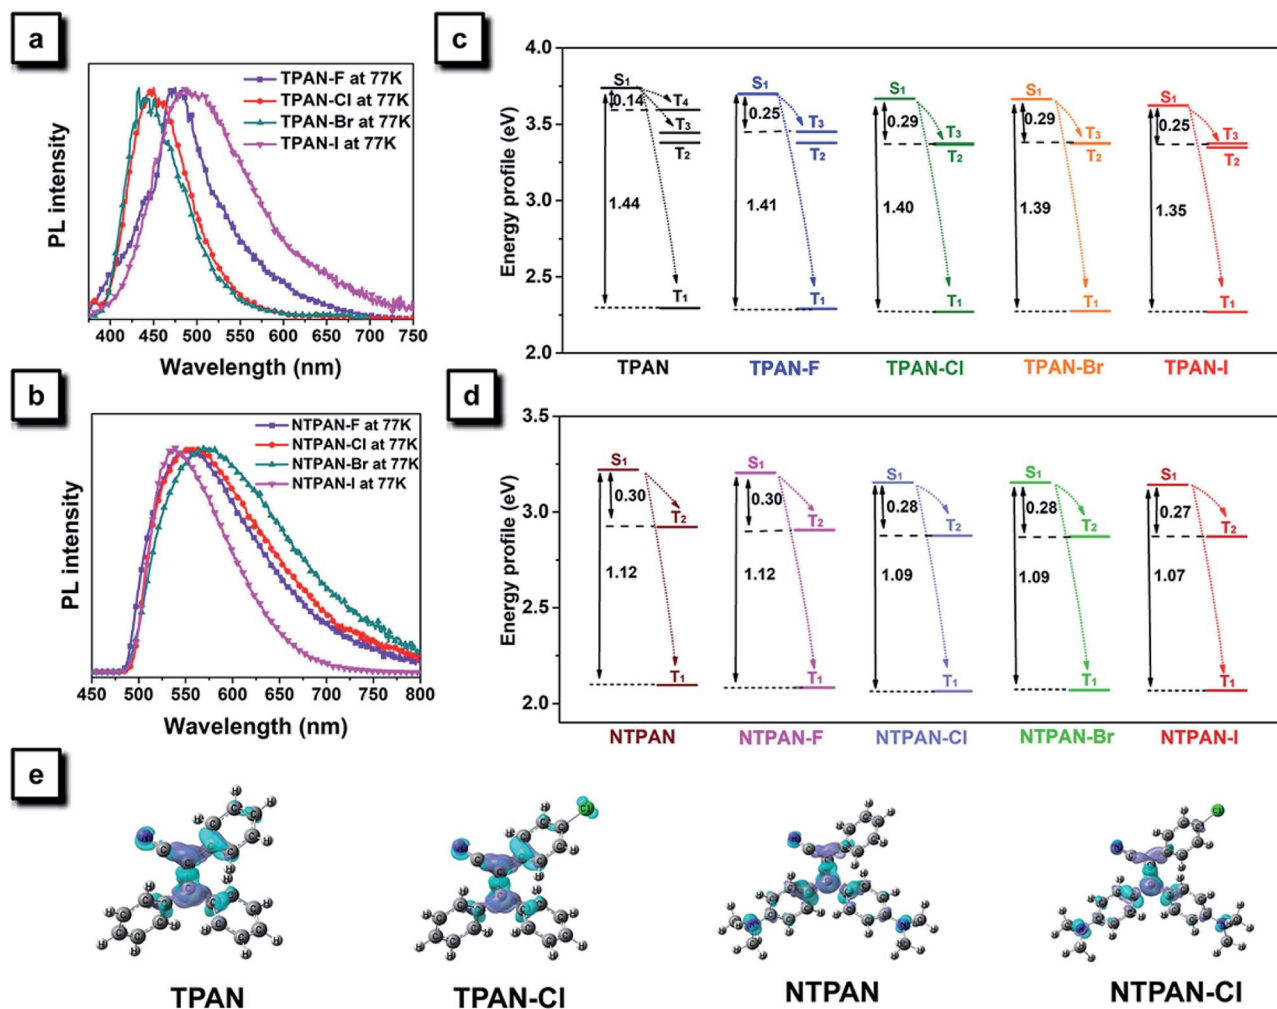 a
TPAN-F at 77K
TPAN-Cl at 77K
TPAN-Br at 77K
TPAN-I at 77K
PL intensity
400 450 500 550 600 650 700 750
Wavelength (nm)
b
NTPAN-F at 77K
NTPAN-Cl at 77K
NTPAN-Br at 77K
NTPAN-I at 77K
PL intensity
450 500 550 600 650 700 750 800
Wavelength (nm)
c
Energy profile (eV)
4.0
3.5
3.0
2.5
2.0
S1 0.14 T4 T3 T2 1.44 T1
S1 0.25 T3 T2 1.41 T1
S1 0.29 T3 T2 1.40 T1
S1 0.29 T3 T2 1.39 T1
S1 0.25 T3 T2 1.35 T1
TPAN TPAN-F TPAN-Cl TPAN-Br TPAN-I
d
Energy profile (eV)
3.5
3.0
2.5
2.0
S1 0.30 T2 1.12 T1
S1 0.30 T2 1.12 T1
S1 0.28 T2 1.09 T1
S1 0.28 T2 1.09 T1
S1 0.27 T2 1.07 T1
NTPAN NTPAN-F NTPAN-Cl NTPAN-Br NTPAN-I
e
TPAN TPAN-Cl NTPAN NTPAN-Cl